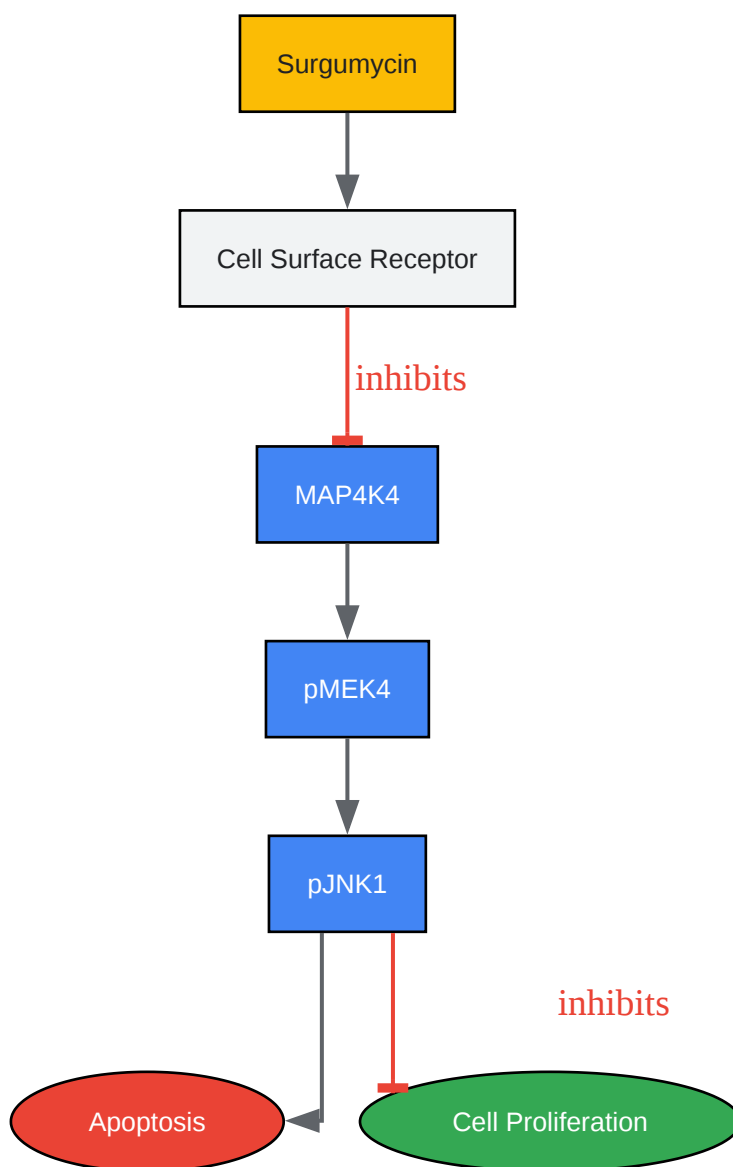 Surgumycin
Cell Surface Receptor
inhibits
MAP4K4
pMEK4
pJNK1
inhibits
Apoptosis
Cell Proliferation